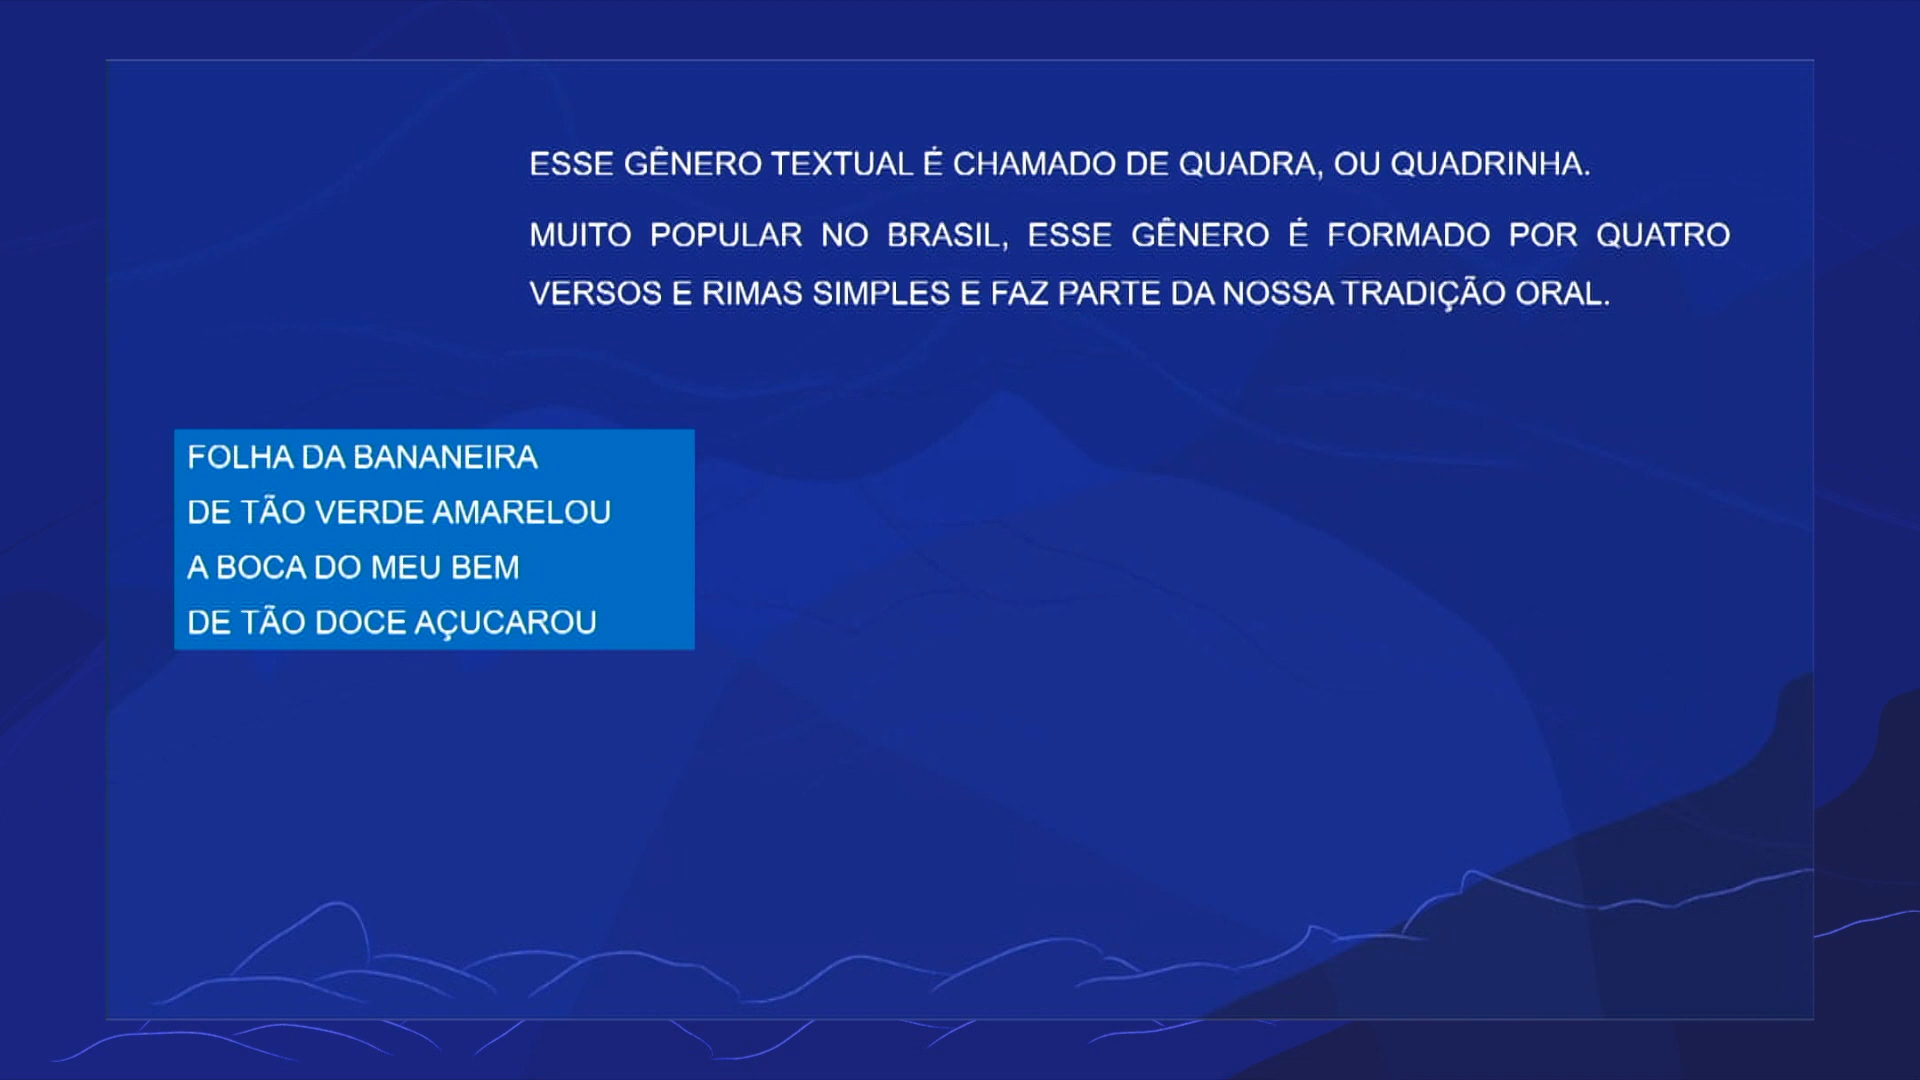 ESSE GÊNERO TEXTUAL É CHAMADO DE QUADRA, OU QUADRINHA.
MUITO POPULAR NO BRASIL, ESSE GÊNERO É FORMADO POR QUATRO
VERSOS E RIMAS SIMPLES E FAZ PARTE DA NOSSA TRADIÇÃO ORAL.
FOLHA DA BANANEIRA
DE TÃO VERDE AMARELOU
A BOCA DO MEU BEM
DE TÃO DOCE AÇUCAROU